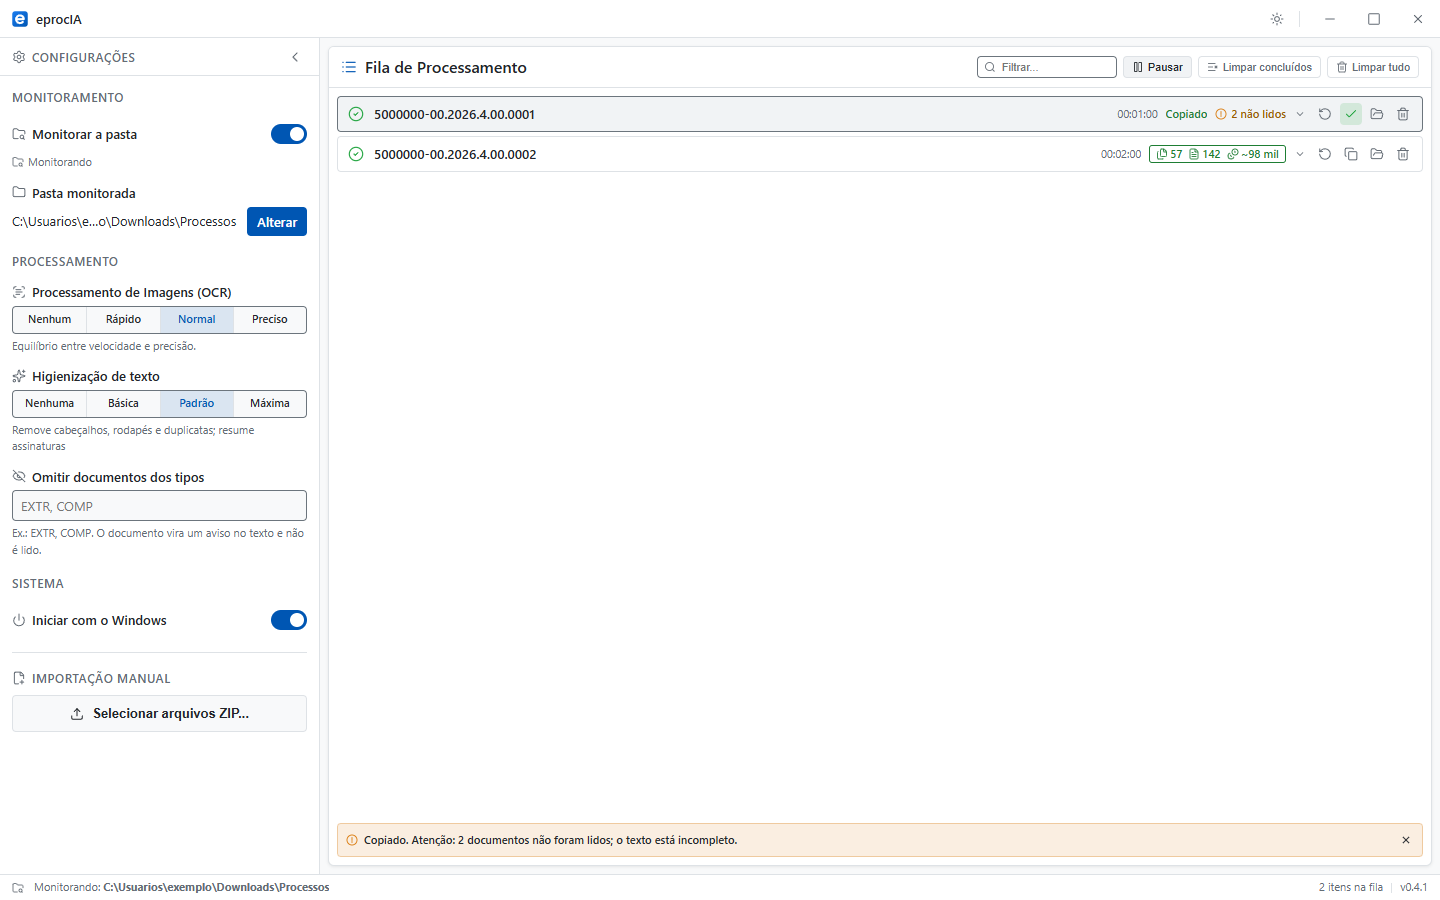 eprocIA
CONFIGURAÇÕES
MONITORAMENTO
Monitorar a pasta
Monitorando
Pasta monitorada
C:\Usuarios\e...o\Downloads\Processos
Alterar
PROCESSAMENTO
Processamento de Imagens (OCR)
Nenhum Rápido Normal Preciso
Equilíbrio entre velocidade e precisão.
Higienização de texto
Nenhuma Básica Padrão Máxima
Remove cabeçalhos, rodapés e duplicatas; resume
assinaturas
Omitir documentos dos tipos
EXTR, COMP
Ex.: EXTR, COMP. O documento vira um aviso no texto e não
é lido.
SISTEMA
Iniciar com o Windows
IMPORTAÇÃO MANUAL
Selecionar arquivos ZIP...
Fila de Processamento
Filtrar...
Pausar
Limpar concluídos
Limpar tudo
5000000-00.2026.4.00.0001 00:01:00 Copiado 2 não lidos
5000000-00.2026.4.00.0002 00:02:00 57 142 ~98 mil
Copiado. Atenção: 2 documentos não foram lidos; o texto está incompleto.
Monitorando: C:\Usuarios\exemplo\Downloads\Processos
2 itens na fila v0.4.1